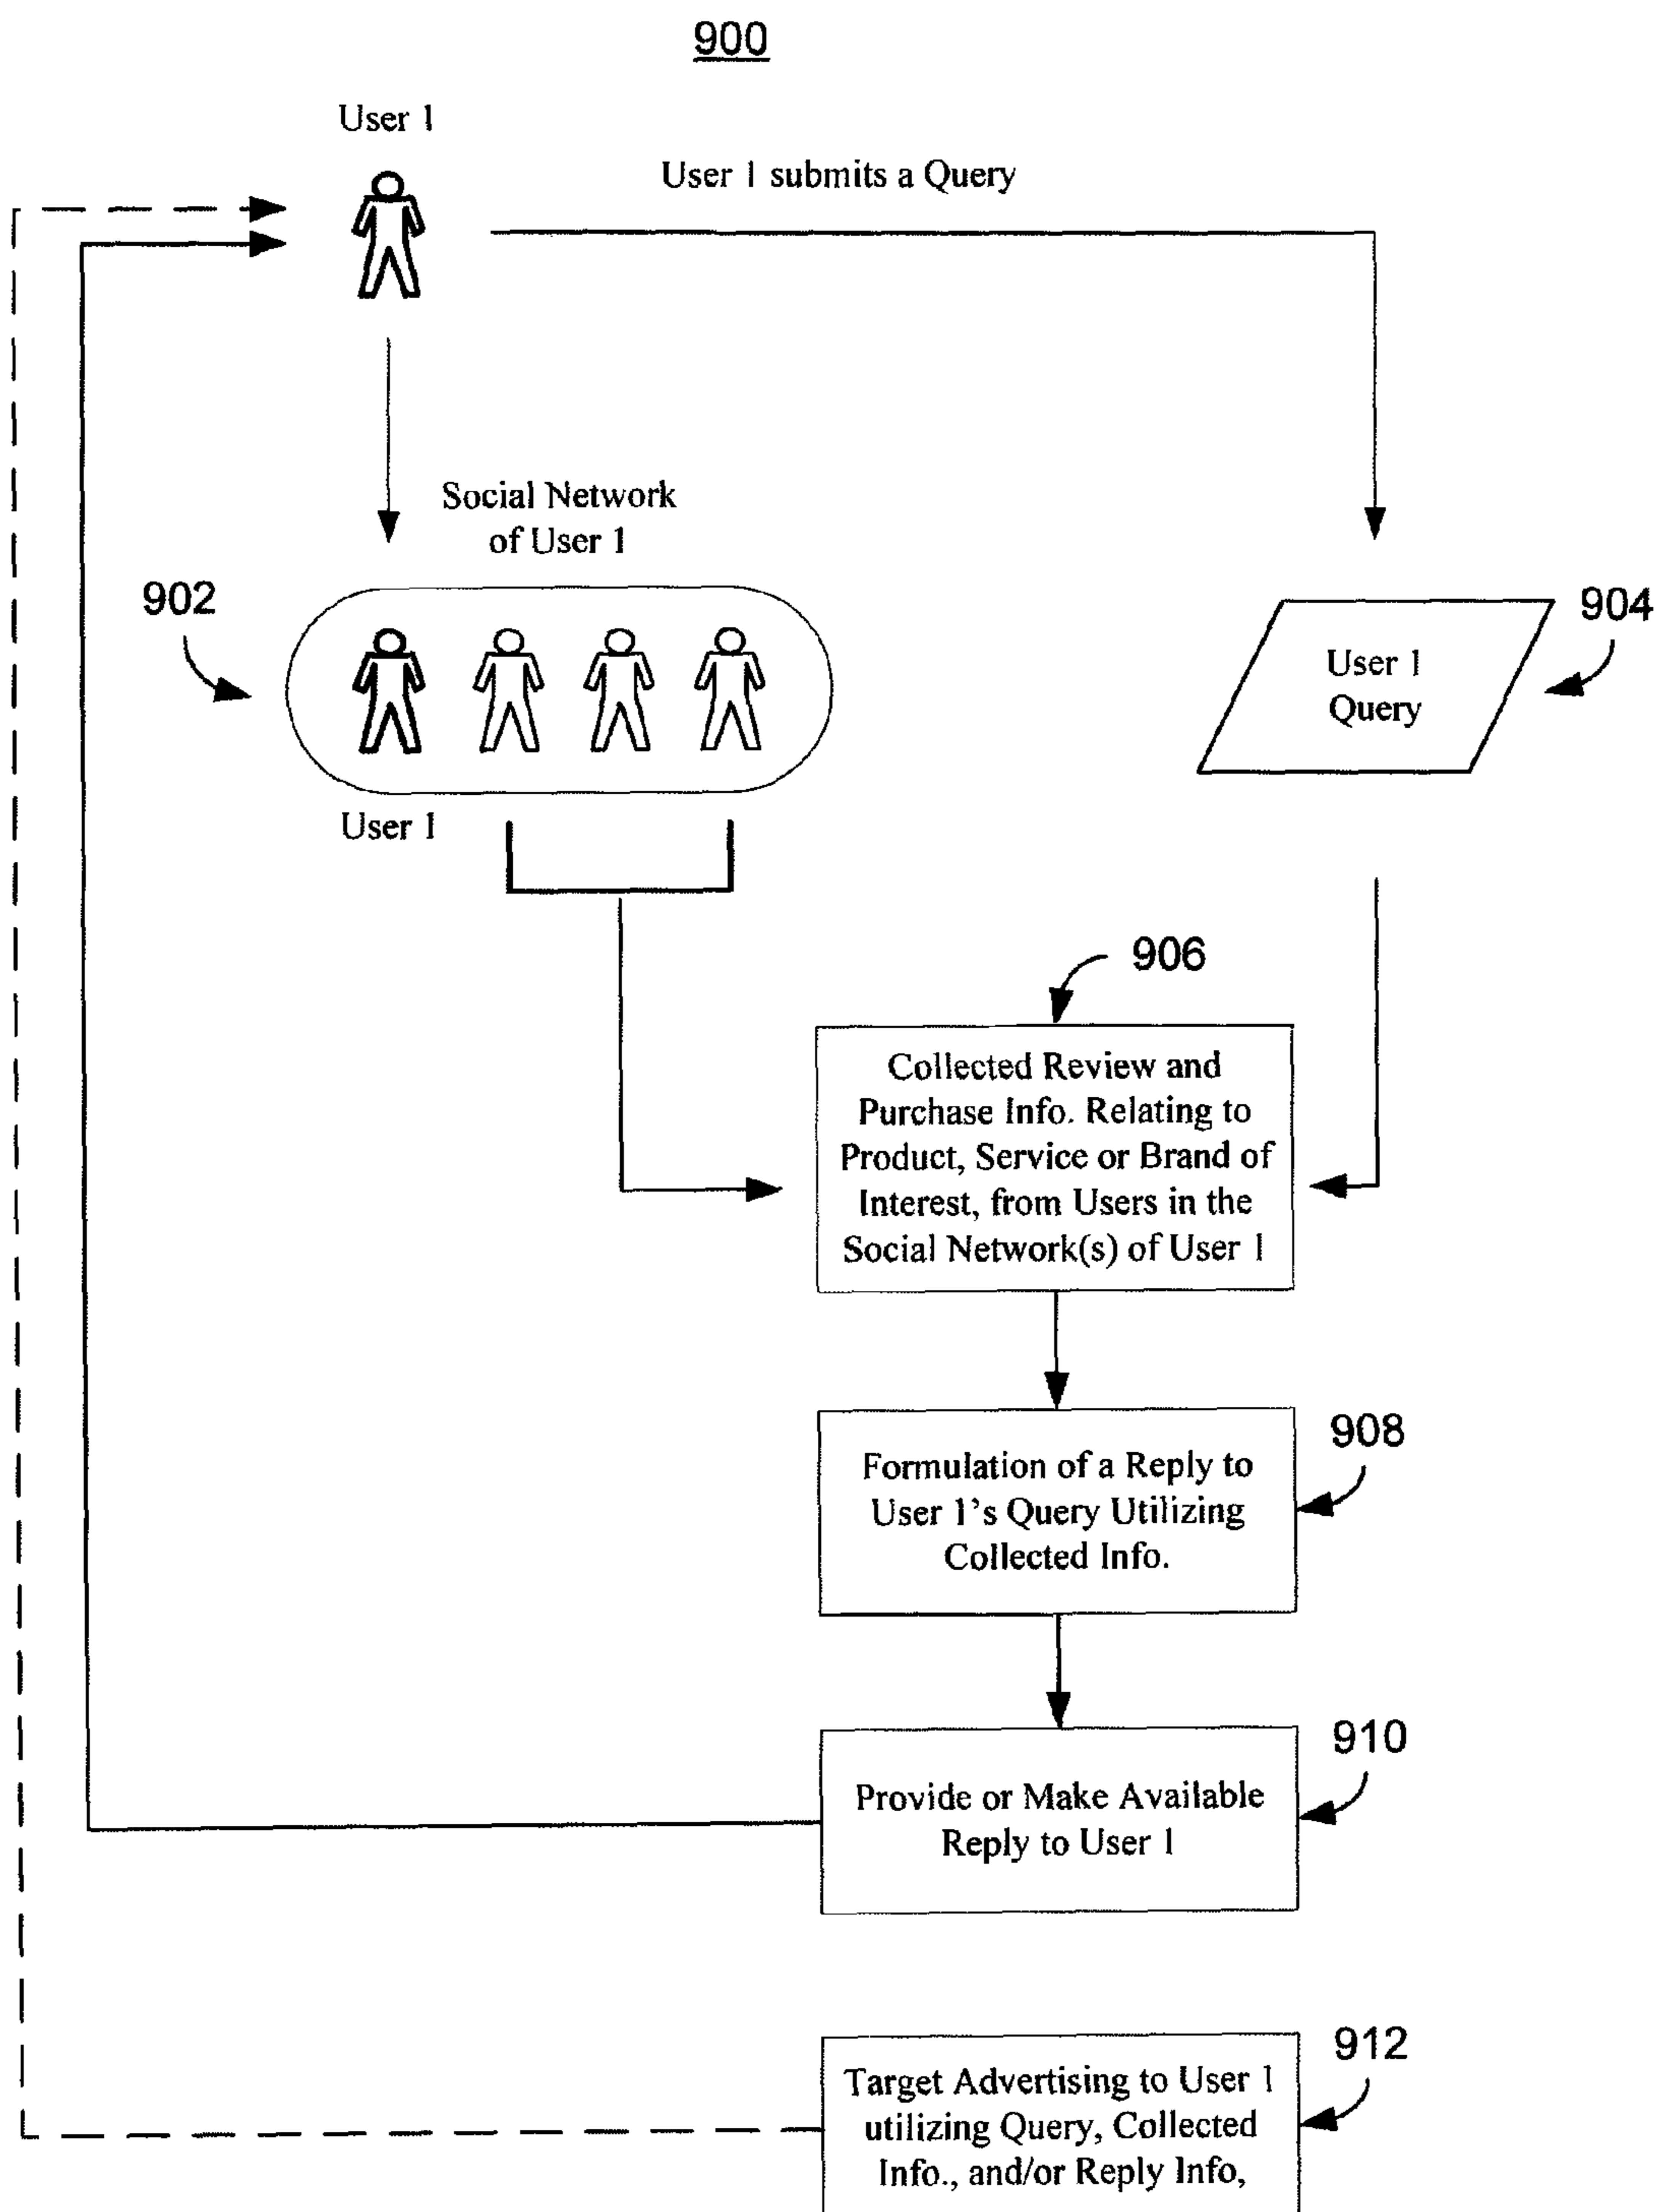 900
User 1
User 1 submits a Query
Social Network
of User 1
902
904
User 1
Query
User 1
906
Collected Review and
Purchase Info. Relating to
Product, Service or Brand of
Interest, from Users in the
Social Network(s) of User 1
908
Formulation of a Reply to
User 1's Query Utilizing
Collected Info.
910
Provide or Make Available
Reply to User 1
912
Target Advertising to User 1
utilizing Query, Collected
Info., and/or Reply Info,